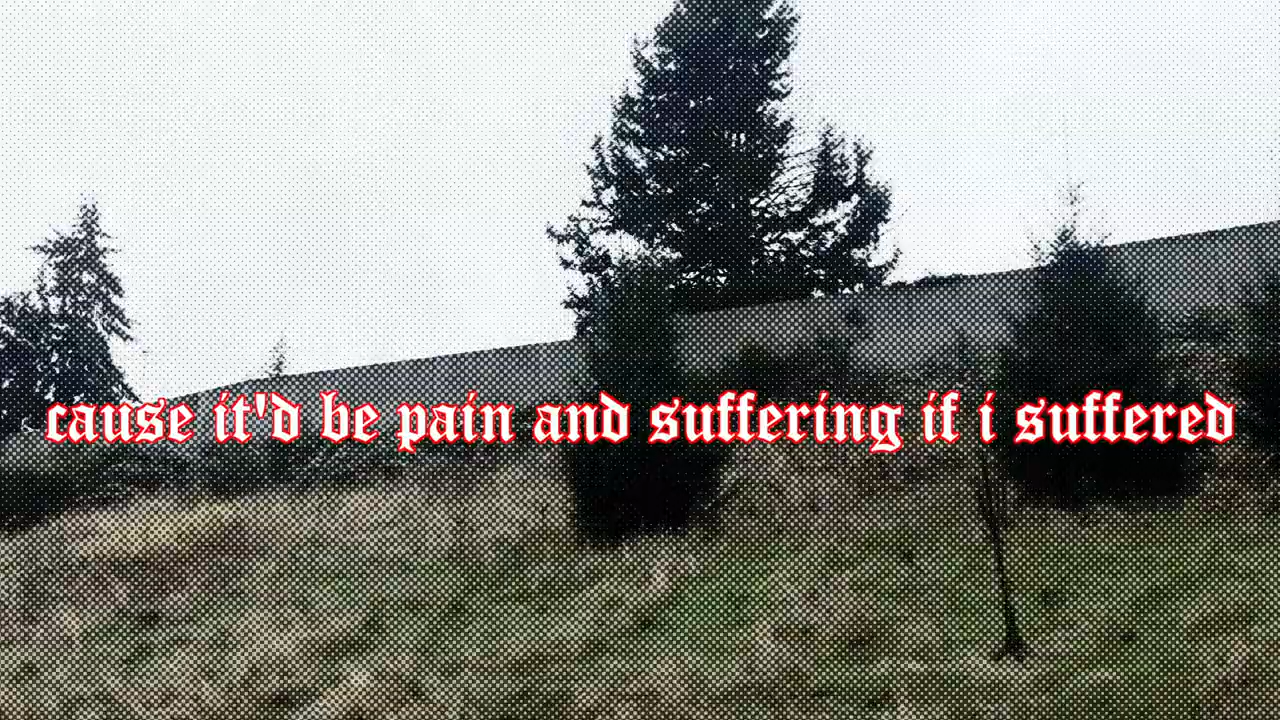 cause it'd be pain and suffering if i suffered